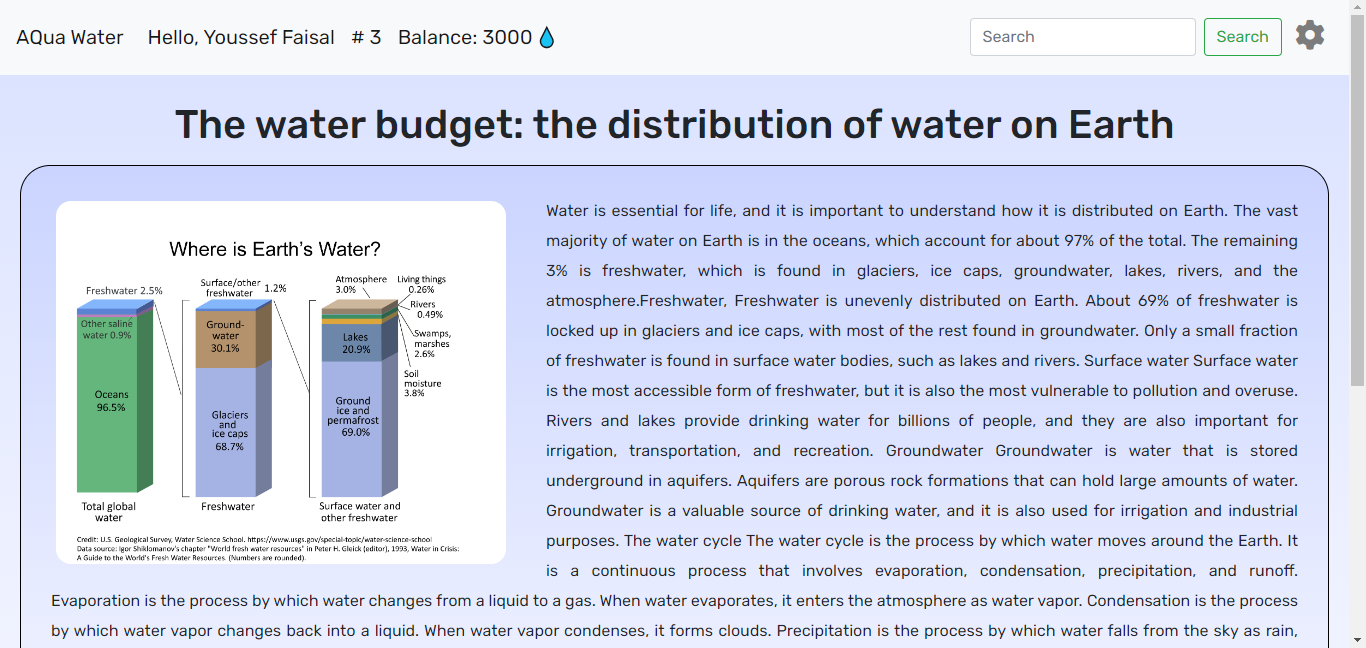 AQua Water Hello, Youssef Faisal # 3 Balance: 3000
Search Search
The water budget: the distribution of water on Earth
Where is Earth's Water?
Freshwater 2.5%
Other saline
water 0.9%
Oceans
96.5%
Total global
water
Surface/other
freshwater 1.2%
Ground-
water
30.1%
Glaciers
and
ice caps
68.7%
Freshwater
Atmosphere
3.0%
Living things
0.26%
Rivers
0.49%
Swamps,
marshes
2.6%
Soil
moisture
3.8%
Lakes
20.9%
Ground
ice and
permafrost
69.0%
Surface water and
other freshwater
Credit: U.S. Geological Survey, Water Science School. https://www.usgs.gov/special-topic/water-science-school
Data source: Igor Shiklomanov's chapter "World fresh water resources" in Peter H. Gleick (editor), 1993, Water in Crisis:
A Guide to the World's Fresh Water Resources. (Numbers are rounded).
Water is essential for life, and it is important to understand how it is distributed on Earth. The vast
majority of water on Earth is in the oceans, which account for about 97% of the total. The remaining
3% is freshwater, which is found in glaciers, ice caps, groundwater, lakes, rivers, and the
atmosphere.Freshwater, Freshwater is unevenly distributed on Earth. About 69% of freshwater is
locked up in glaciers and ice caps, with most of the rest found in groundwater. Only a small fraction
of freshwater is found in surface water bodies, such as lakes and rivers. Surface water Surface water
is the most accessible form of freshwater, but it is also the most vulnerable to pollution and overuse.
Rivers and lakes provide drinking water for billions of people, and they are also important for
irrigation, transportation, and recreation. Groundwater Groundwater is water that is stored
underground in aquifers. Aquifers are porous rock formations that can hold large amounts of water.
Groundwater is a valuable source of drinking water, and it is also used for irrigation and industrial
purposes. The water cycle The water cycle is the process by which water moves around the Earth. It
is a continuous process that involves evaporation, condensation, precipitation, and runoff.
Evaporation is the process by which water changes from a liquid to a gas. When water evaporates, it enters the atmosphere as water vapor. Condensation is the process
by which water vapor changes back into a liquid. When water vapor condenses, it forms clouds. Precipitation is the process by which water falls from the sky as rain,